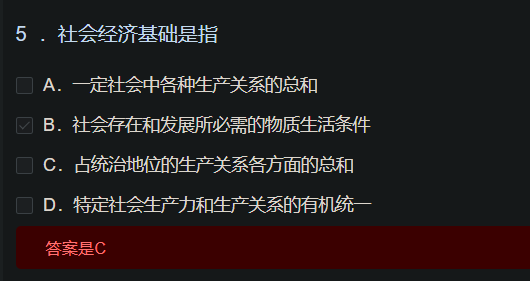 5 ．社会经济基础是指
A．一定社会中各种生产关系的总和
B．社会存在和发展所必需的物质生活条件
C．占统治地位的生产关系各方面的总和
D．特定社会生产力和生产关系的有机统一
答案是C